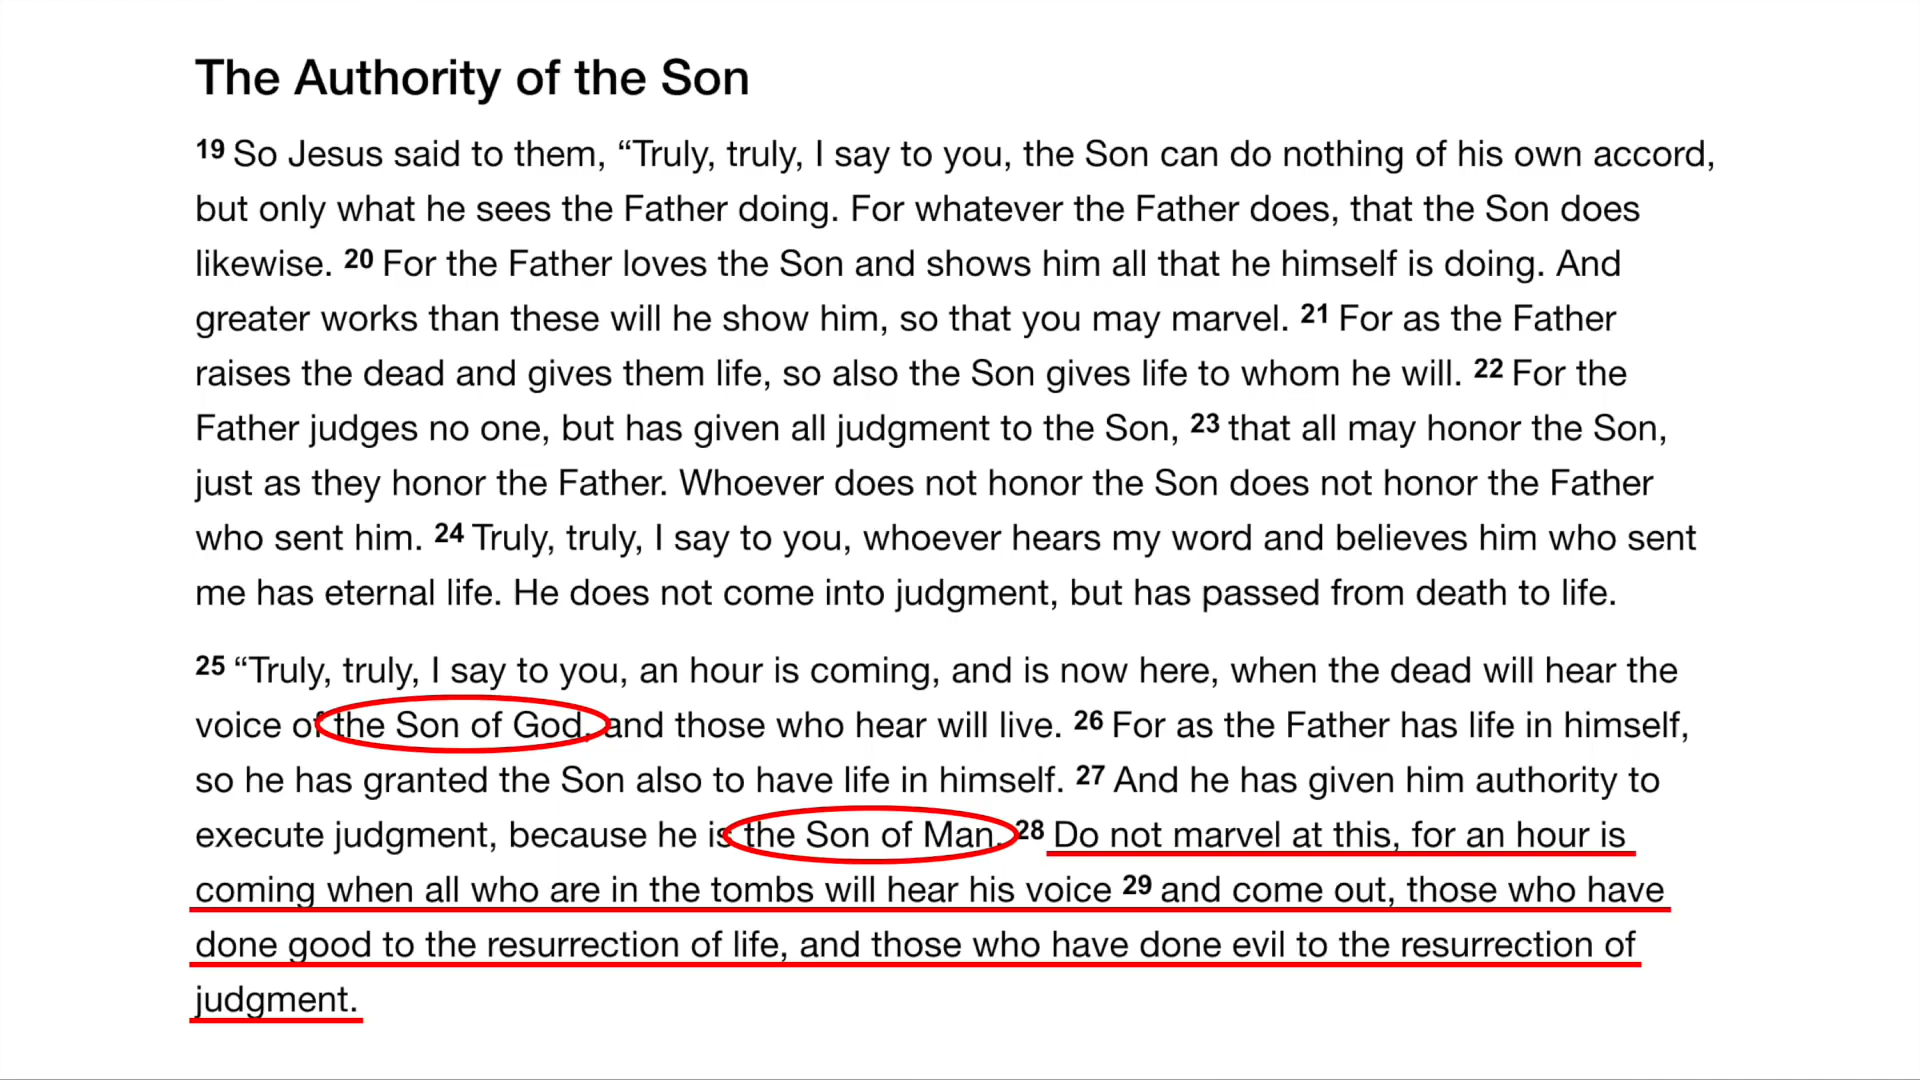 The Authority of the Son
19 So Jesus said to them, “Truly, truly, I say to you, the Son can do nothing of his own accord,
but only what he sees the Father doing. For whatever the Father does, that the Son does
likewise. 20 For the Father loves the Son and shows him all that he himself is doing. And
greater works than these will he show him, so that you may marvel. 21 For as the Father
raises the dead and gives them life, so also the Son gives life to whom he will. 22 For the
Father judges no one, but has given all judgment to the Son, 23 that all may honor the Son,
just as they honor the Father. Whoever does not honor the Son does not honor the Father
who sent him. 24 Truly, truly, I say to you, whoever hears my word and believes him who sent
me has eternal life. He does not come into judgment, but has passed from death to life.
25 “Truly, truly, I say to you, an hour is coming, and is now here, when the dead will hear the
voice of the Son of God, and those who hear will live. 26 For as the Father has life in himself,
so he has granted the Son also to have life in himself. 27 And he has given him authority to
execute judgment, because he is the Son of Man. 28 Do not marvel at this, for an hour is
coming when all who are in the tombs will hear his voice 29 and come out, those who have
done good to the resurrection of life, and those who have done evil to the resurrection of
judgment.